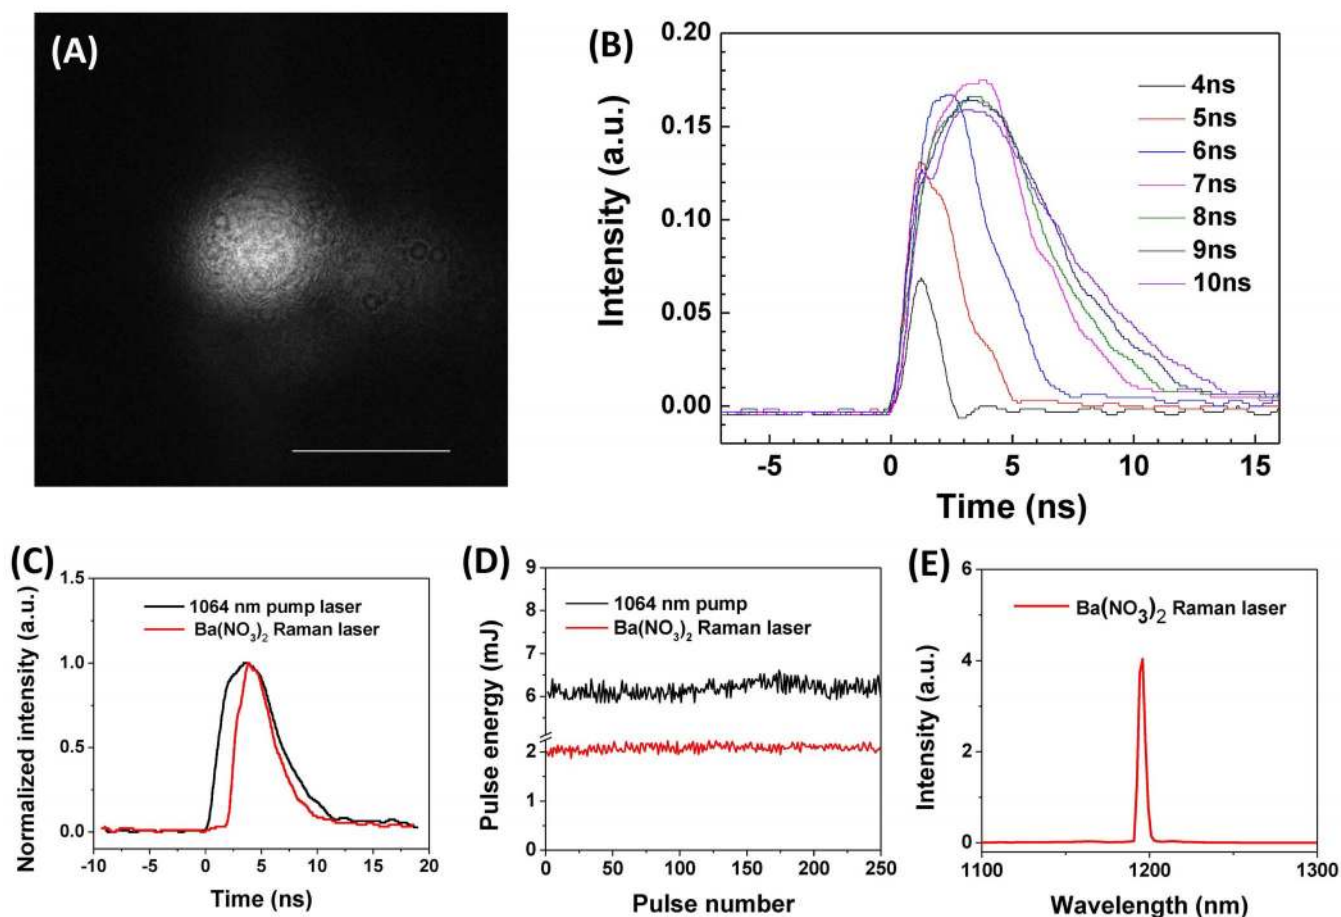 (A)
(B)
0.20
0.15
0.10
0.05
0.00
Intensity (a.u.)
-5
0
5
10
15
Time (ns)
4ns
5ns
6ns
7ns
8ns
9ns
10ns
(C)
1.5
1.0
0.5
0.0
Normalized intensity (a.u.)
1064 nm pump laser
Ba(NO₃)₂ Raman laser
-10
-5
0
5
10
15
20
Time (ns)
(D)
9
8
7
6
2
1
0
Pulse energy (mJ)
1064 nm pump
Ba(NO₃)₂ Raman laser
0
50
100
150
200
250
Pulse number
(E)
6
4
2
0
Intensity (a.u.)
Ba(NO₃)₂ Raman laser
1100
1200
1300
Wavelength (nm)